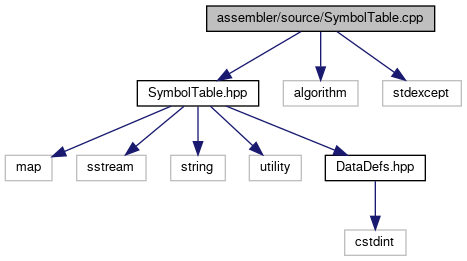 assembler/source/SymbolTable.cpp
SymbolTable.hpp
algorithm
stdexcept
map
sstream
string
utility
DataDefs.hpp
cstdint